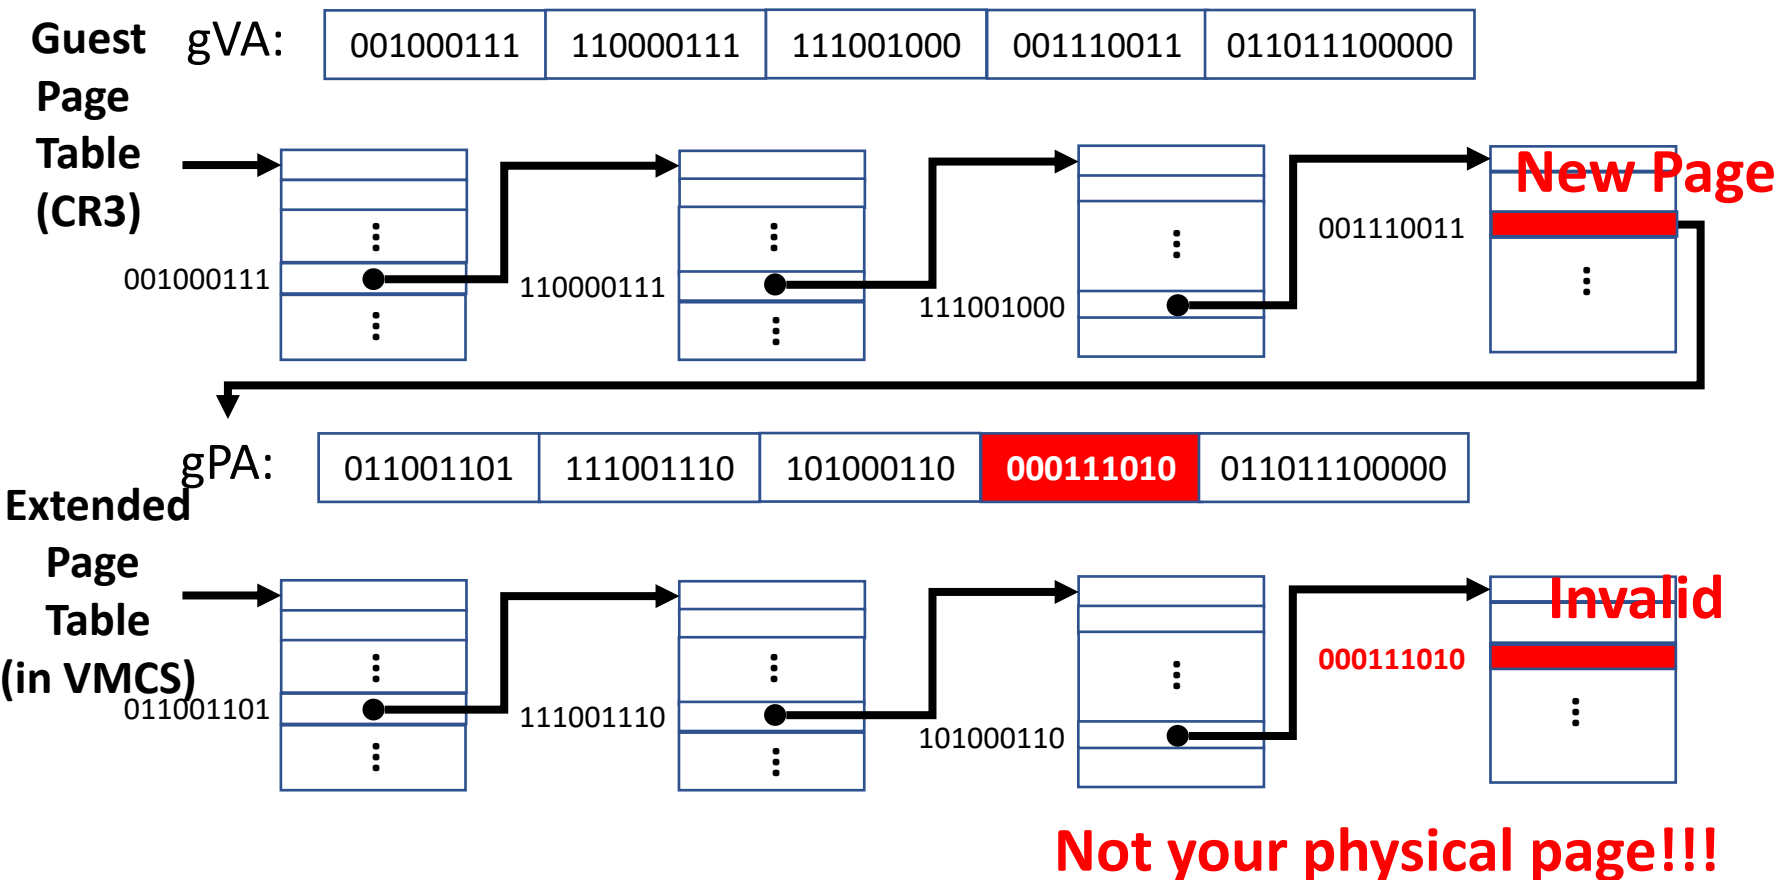 Guest
Page
Table
(CR3)
gVA:
001000111 110000111 111001000 001110011 011011100000
New Page
001000111
110000111
111001000
001110011
gPA:
011001101 111001110 101000110 000111010 011011100000
Extended
Page
Table
(in VMCS)
Invalid
011001101
111001110
101000110
000111010
Not your physical page!!!